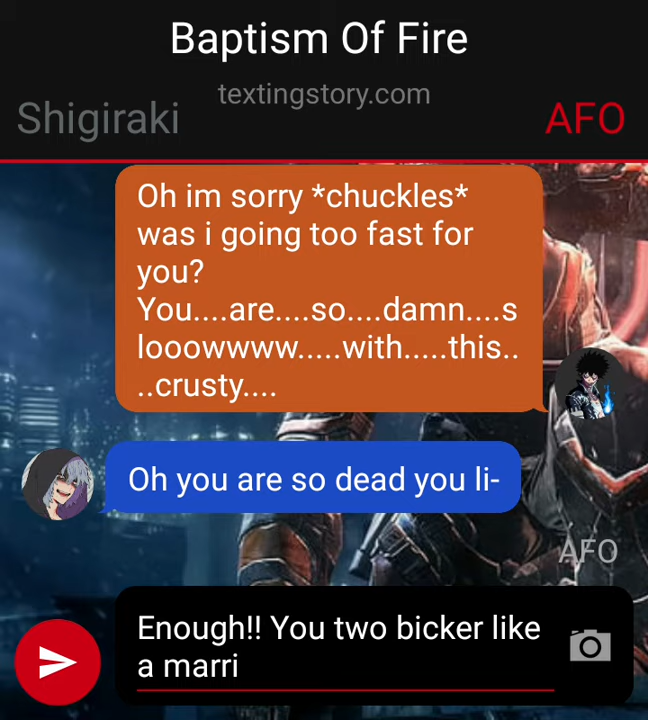 Baptism Of Fire
textingstory.com
Shigiraki
AFO
Oh im sorry *chuckles*
was i going too fast for
you?
You....are....so....damn....s
looowwww.....with.....this..
..crusty....
Oh you are so dead you li-
AFO
Enough!! You two bicker like
a marri